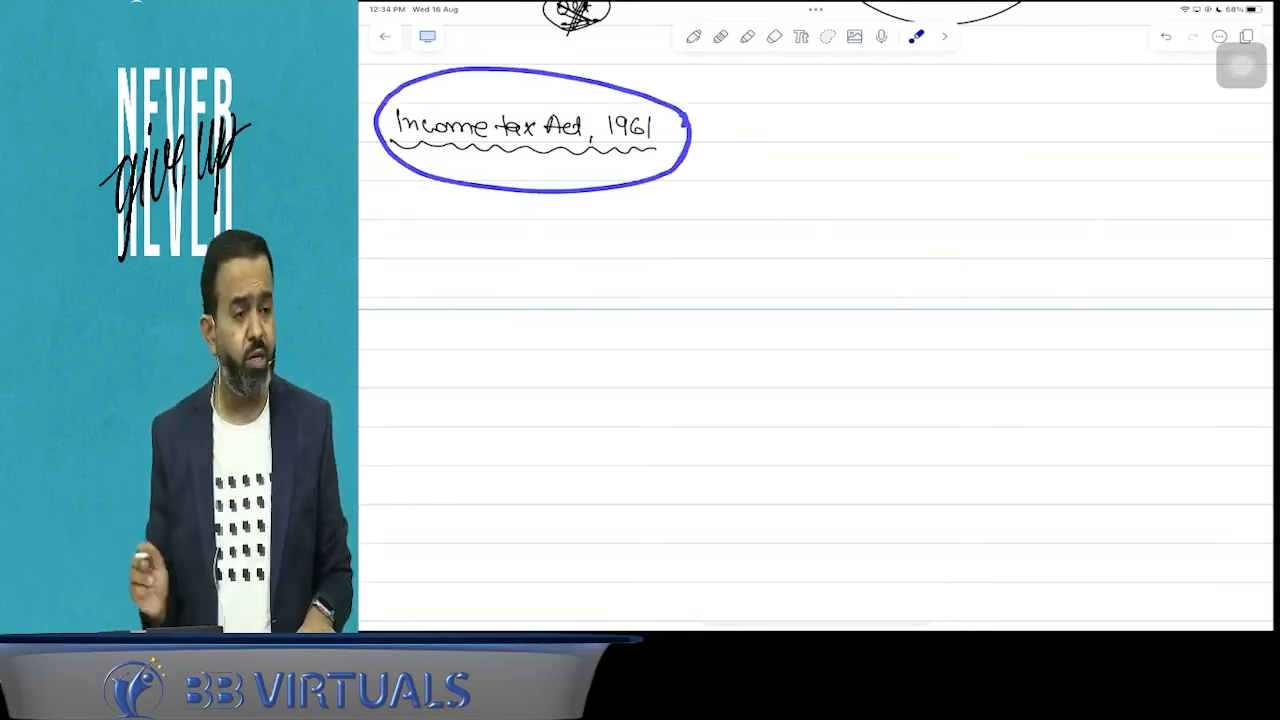 12:34 PM Wed 16 Aug
68%
Income tax Act, 1961
NEVER
give up
NEVER
BB VIRTUALS